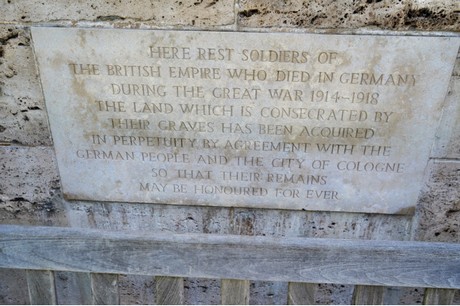 HERE REST SOLDIERS OF
THE BRITISH EMPIRE WHO DIED IN GERMANY
DURING THE GREAT WAR 1914-1918
THE LAND WHICH IS CONSECRATED BY
THEIR GRAVES HAS BEEN ACQUIRED
IN PERPETUITY BY AGREEMENT WITH THE
GERMAN PEOPLE AND THE CITY OF COLOGNE
SO THAT THEIR REMAINS
MAY BE HONOURED FOR EVER